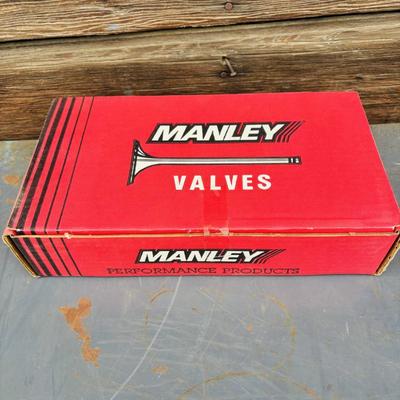 MANLEY
VALVES
MANLEY
PERFORMANCE PRODUCTS